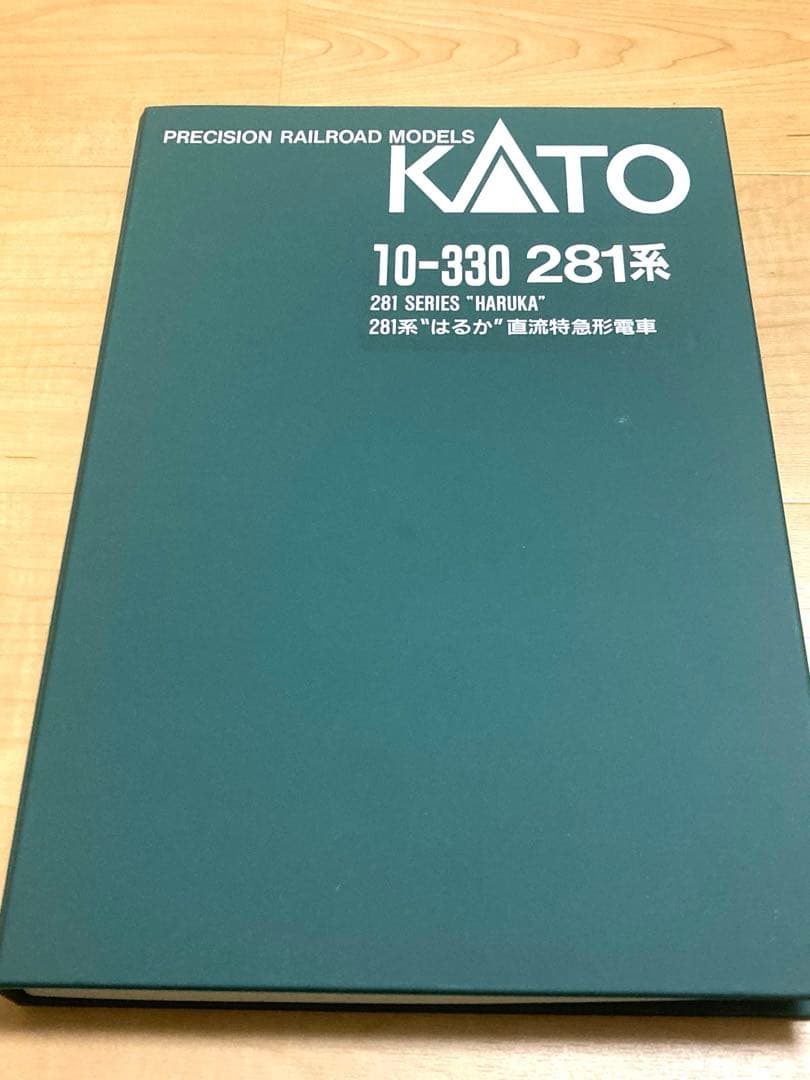 PRECISION RAILROAD MODELS
KATO
10-330 281系
281 SERIES "HARUKA"
281系"はるか"直流特急形電車